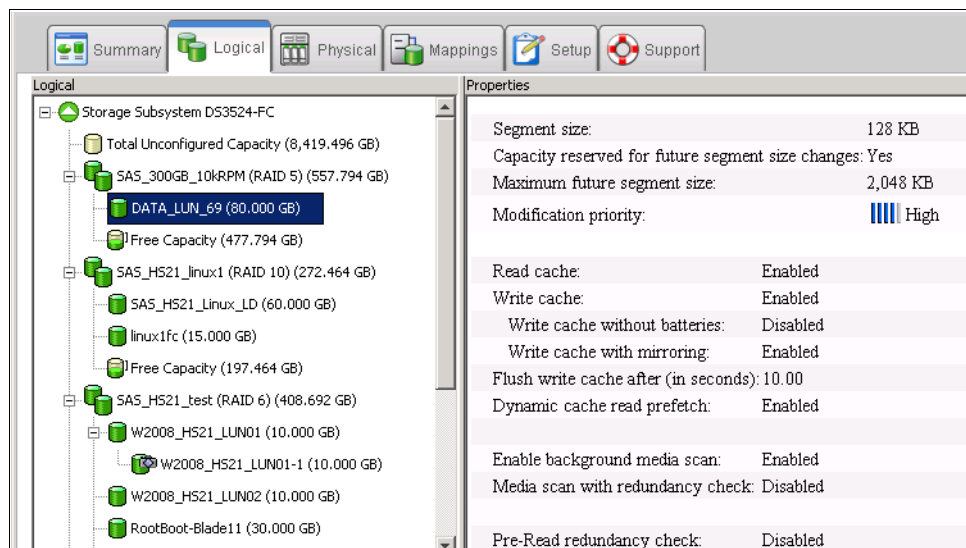 Summary Logical Physical Mappings Setup Support
Logical
Storage Subsystem DS3524-FC
Total Unconfigured Capacity (8,419.496 GB)
SAS_300GB_10kRPM (RAID 5) (557.794 GB)
DATA_LUN_69 (80.000 GB)
Free Capacity (477.794 GB)
SAS_HS21_linux1 (RAID 10) (272.464 GB)
SAS_HS21_Linux_LD (60.000 GB)
linux1fc (15.000 GB)
Free Capacity (197.464 GB)
SAS_HS21_test (RAID 6) (408.692 GB)
W2008_HS21_LUN01 (10.000 GB)
W2008_HS21_LUN01-1 (10.000 GB)
W2008_HS21_LUN02 (10.000 GB)
RootBoot-Blade11 (30.000 GB)
Properties
Segment size: 128 KB
Capacity reserved for future segment size changes: Yes
Maximum future segment size: 2,048 KB
Modification priority: High
Read cache: Enabled
Write cache: Enabled
Write cache without batteries: Disabled
Write cache with mirroring: Enabled
Flush write cache after (in seconds): 10.00
Dynamic cache read prefetch: Enabled
Enable background media scan: Enabled
Media scan with redundancy check: Disabled
Pre-Read redundancy check: Disabled